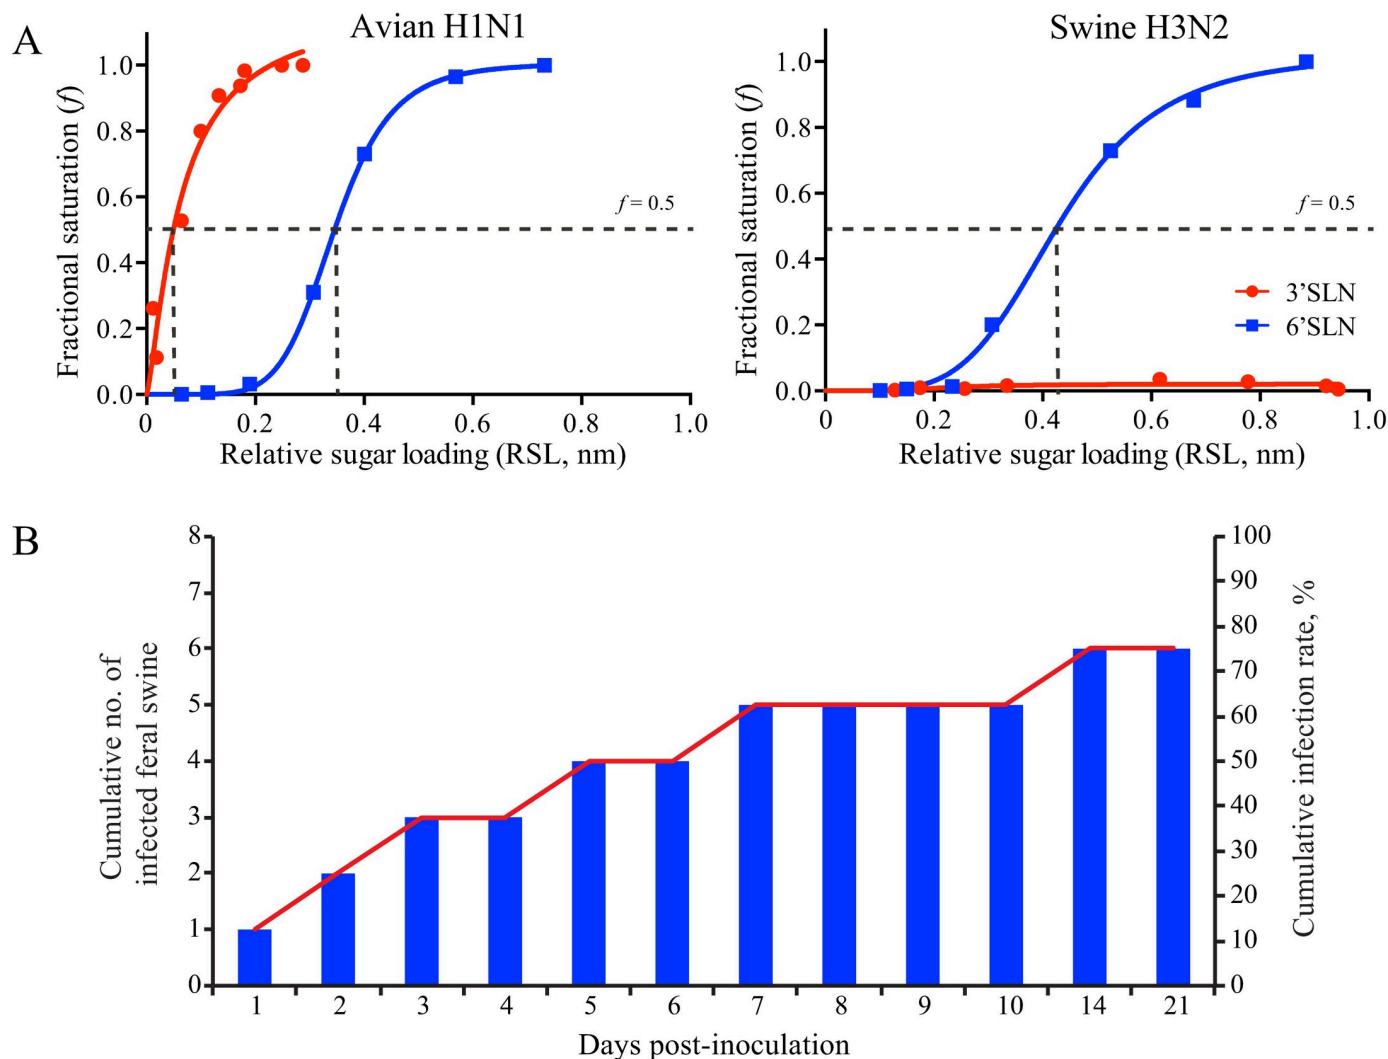 A
Avian H1N1
Fractional saturation (f)
1.0
0.8
0.6
0.4
0.2
0.0
f = 0.5
0 0.2 0.4 0.6 0.8 1.0
Relative sugar loading (RSL, nm)
Swine H3N2
Fractional saturation (f)
1.0
0.8
0.6
0.4
0.2
0.0
f = 0.5
3'SLN
6'SLN
0 0.2 0.4 0.6 0.8 1.0
Relative sugar loading (RSL, nm)
B
Cumulative no. of
infected feral swine
8
7
6
5
4
3
2
1
0
100
90
80
70
60
50
40
30
20
10
0
Cumulative infection rate, %
1 2 3 4 5 6 7 8 9 10 14 21
Days post-inoculation